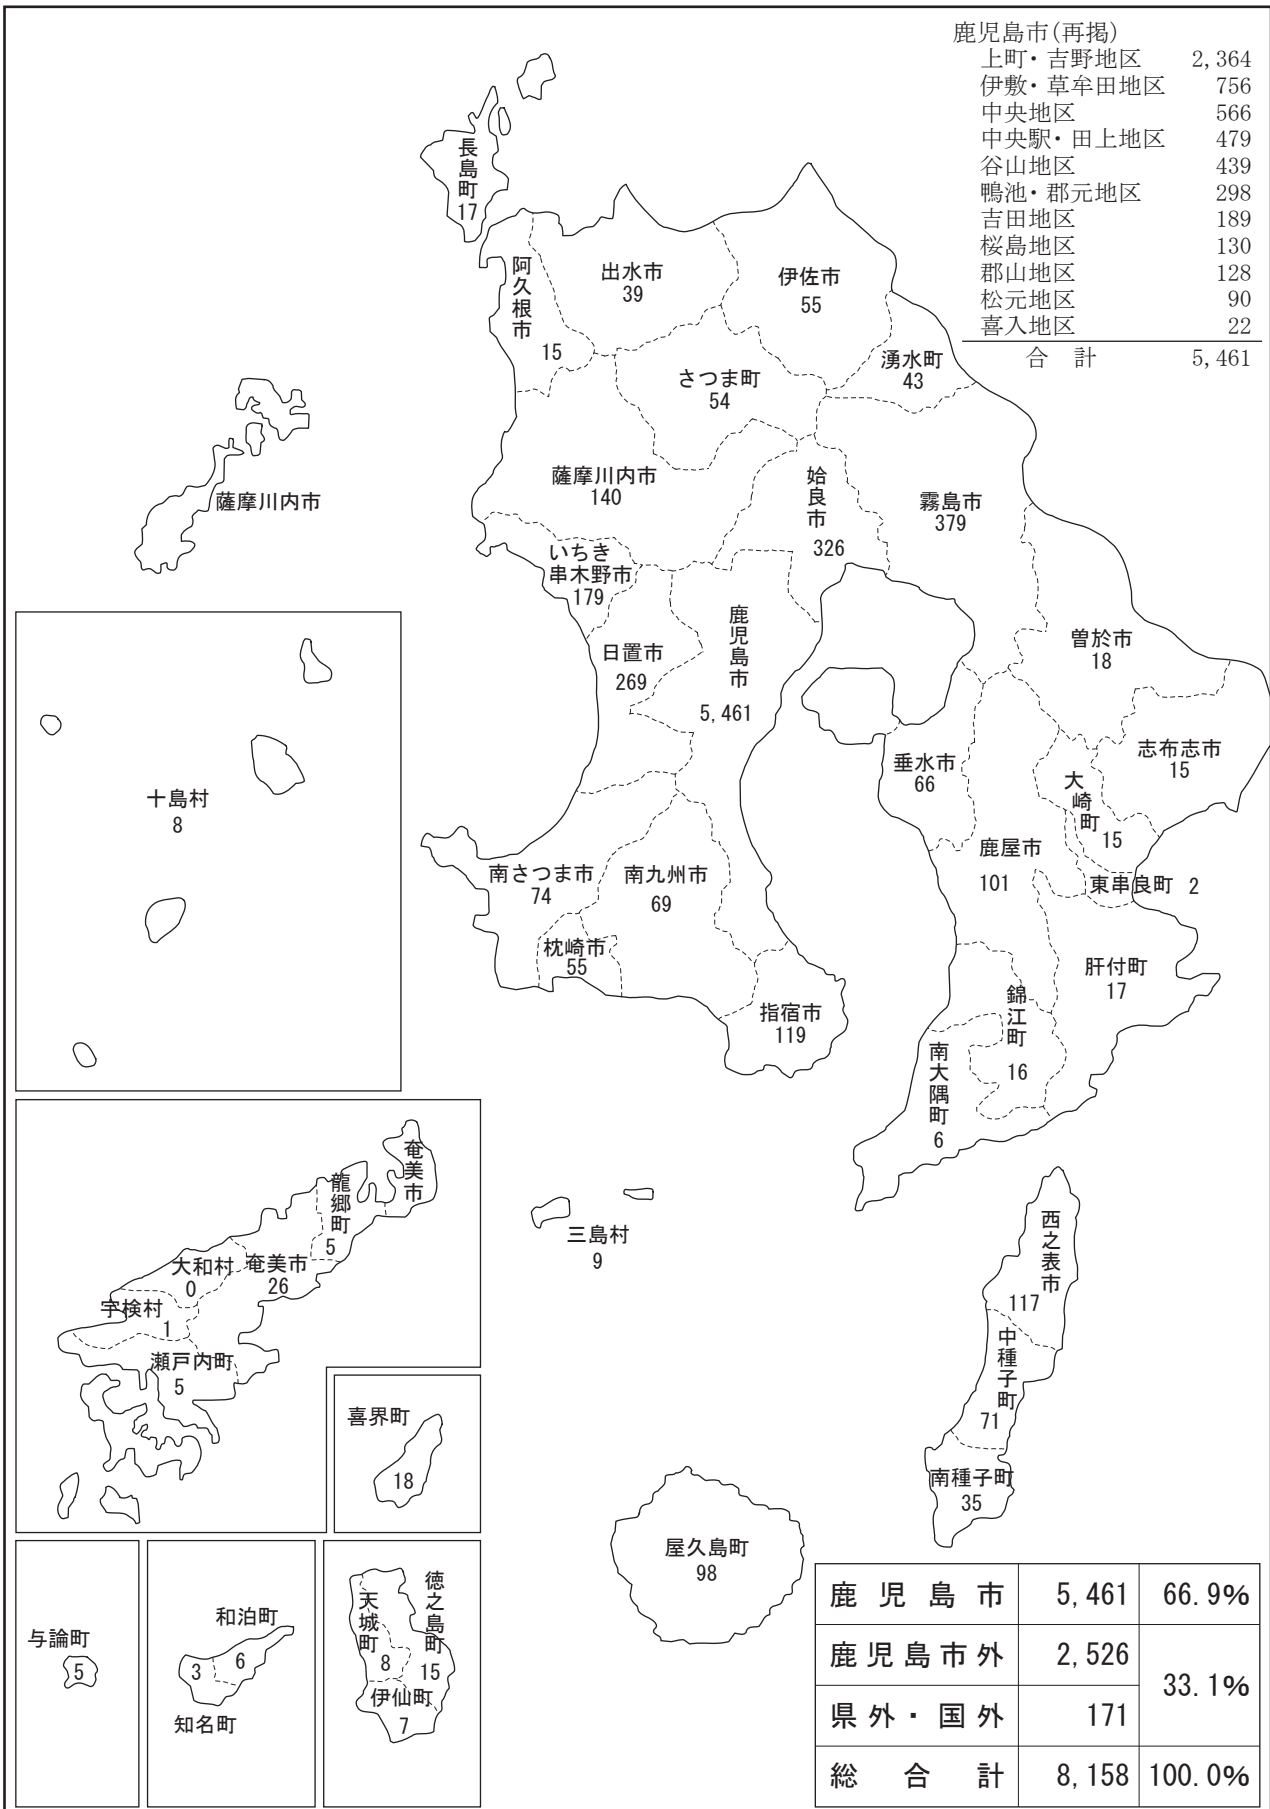 鹿児島市(再掲)
上町・吉野地区 2,364
伊敷・草牟田地区 756
中央地区 566
中央駅・田上地区 479
谷山地区 439
鴨池・郡元地区 298
吉田地区 189
桜島地区 130
郡山地区 128
松元地区 90
喜入地区 22
合計 5,461
長島町
17
阿久根市
15
出水市
39
伊佐市
55
湧水町
43
さつま町
54
薩摩川内市
140
薩摩川内市
姶良市
326
霧島市
379
いちき
串木野市
179
日置市
269
鹿児島市
5,461
曽於市
18
志布志市
15
垂水市
66
大崎町
15
鹿屋市
101
東串良町 2
十島村
8
南さつま市
74
南九州市
69
枕崎市
55
指宿市
119
肝付町
17
錦江町
16
南大隅町
6
三島村
9
西之表市
117
中種子町
71
南種子町
35
屋久島町
98
奄美市
龍郷町
5
大和村
0
奄美市
26
宇検村
1
瀬戸内町
5
喜界町
18
与論町
5
和泊町
6
3
知名町
天城町
8
徳之島町
15
伊仙町
7
鹿児島市 5,461 66.9%
鹿児島市外 2,526
33.1%
県外・国外 171
総合計 8,158 100.0%